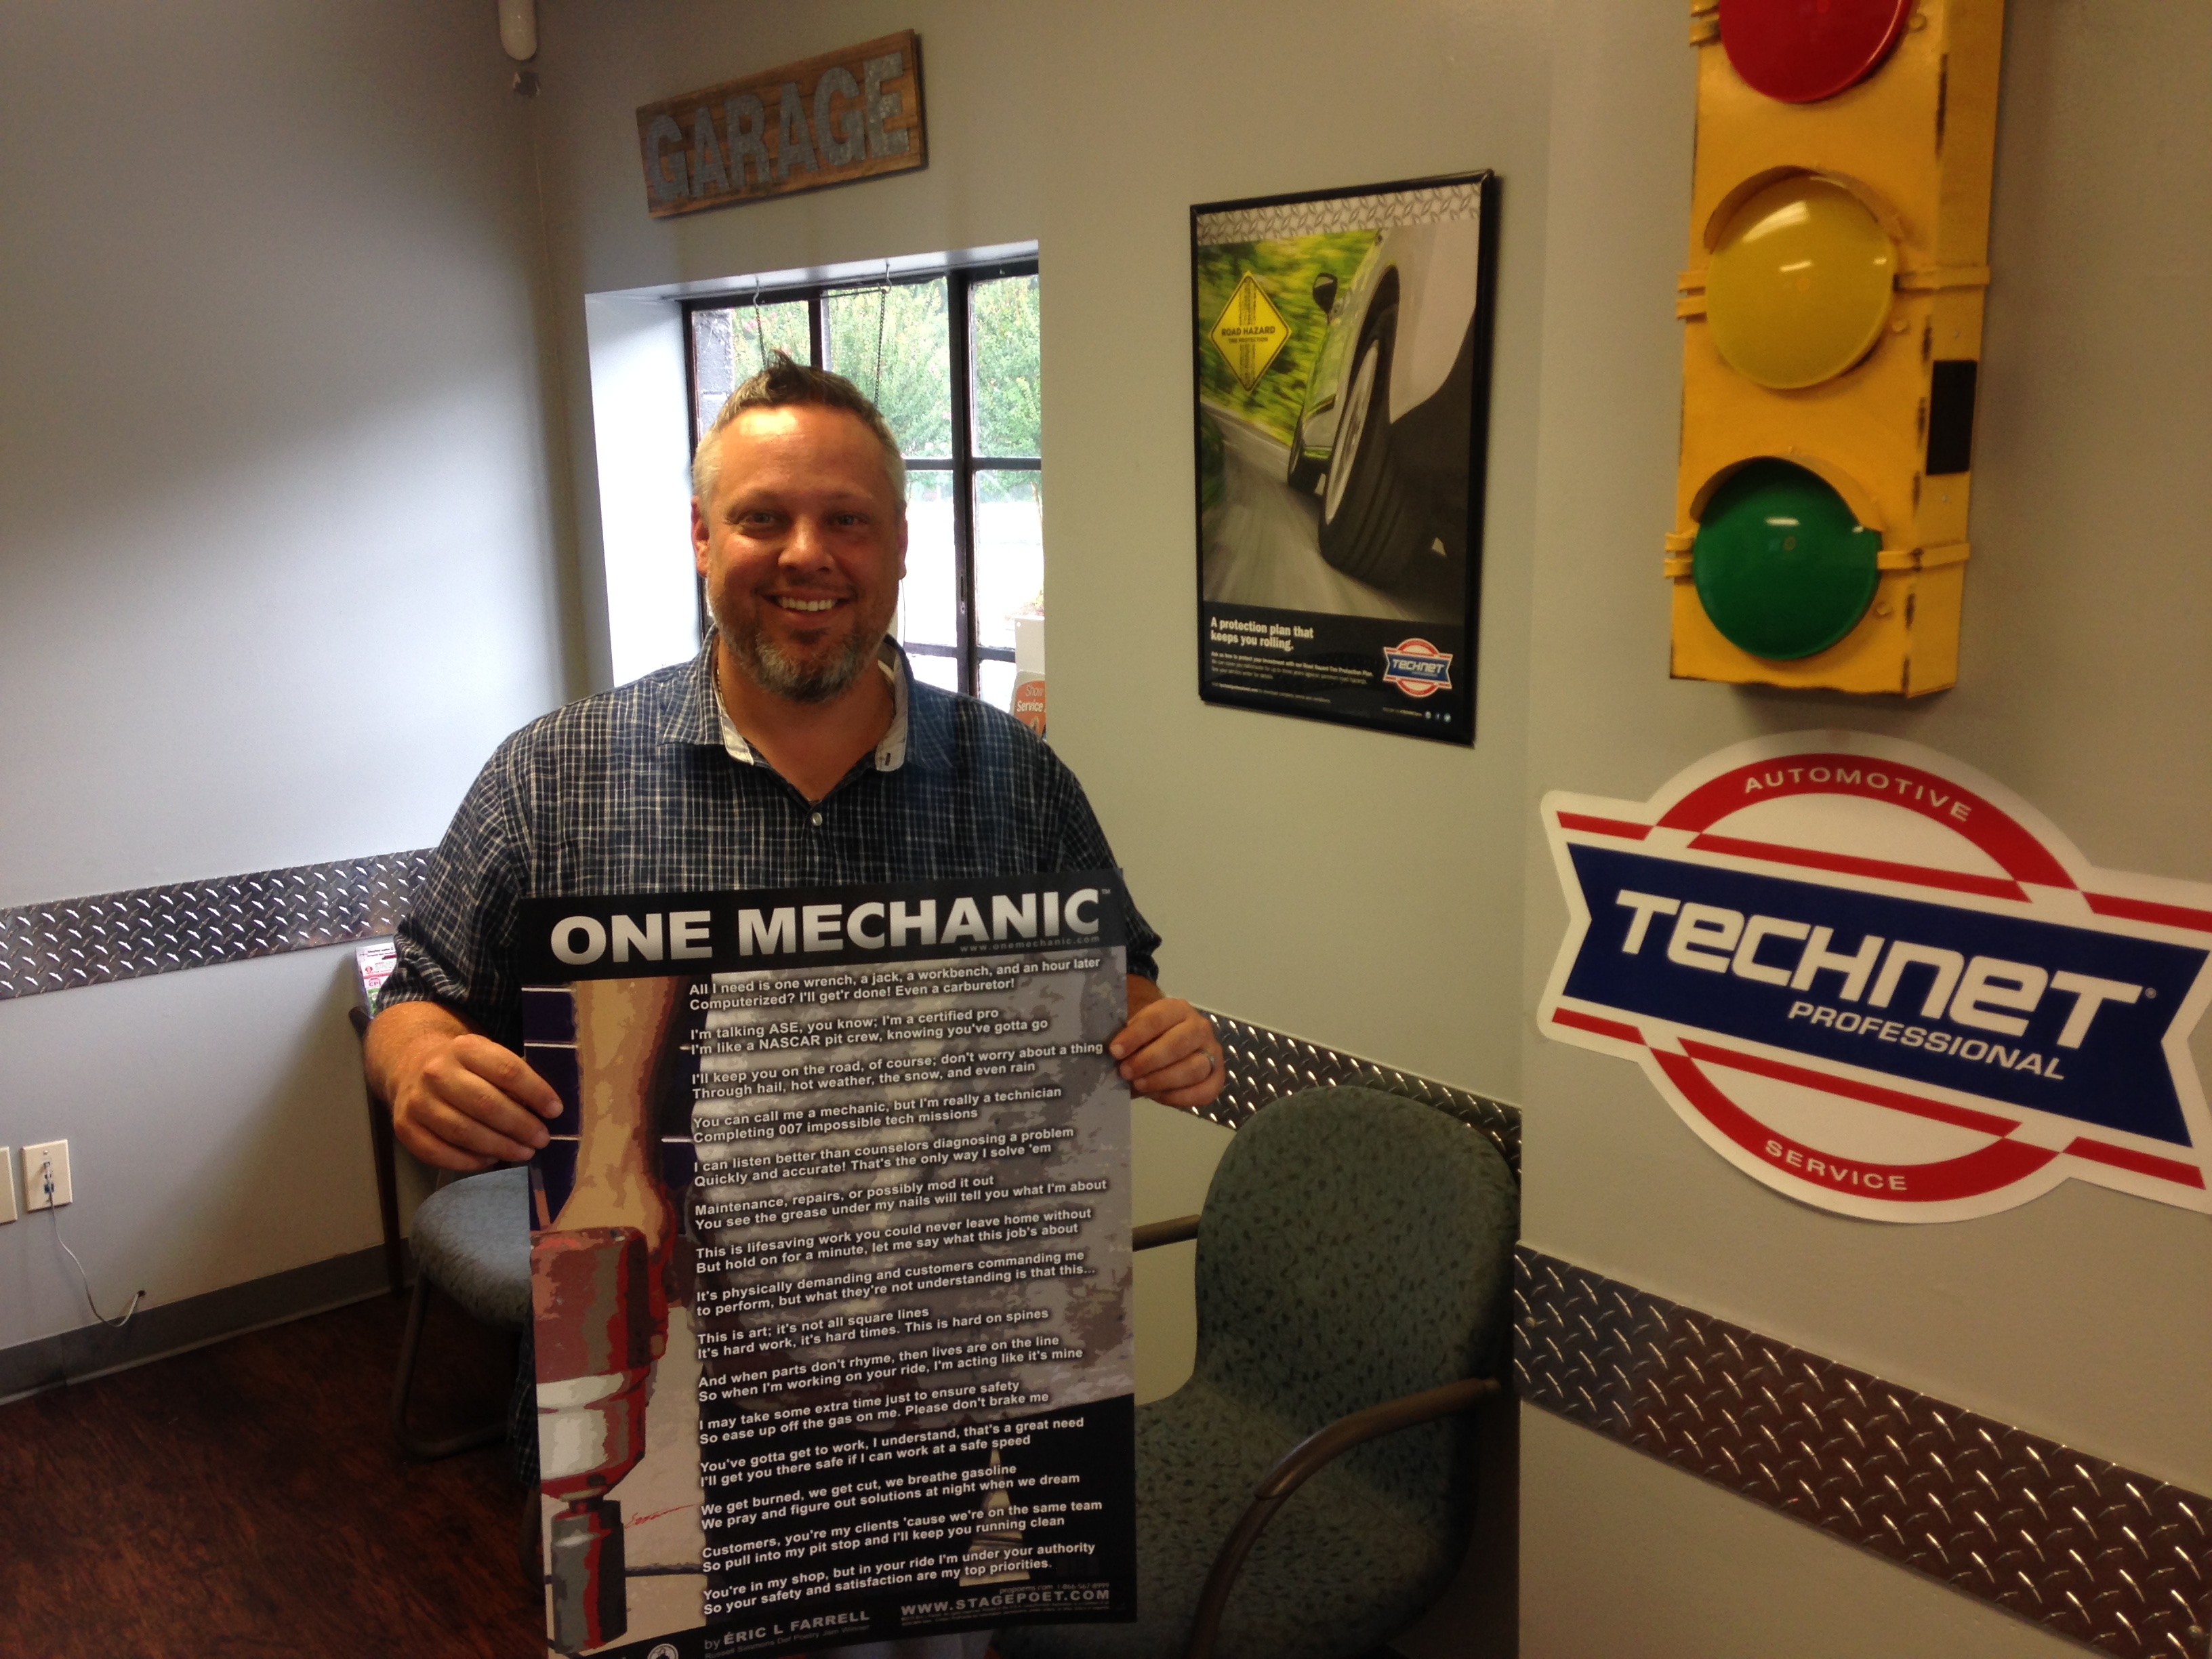 GARAGE
ROAD HAZARD
TIRE PROTECTION
A protection plan that
keeps you rolling.
TECHNET
AUTOMOTIVE
TECHNET®
PROFESSIONAL
SERVICE
Show
Service
ONE MECHANIC™
www.onemechanic.com
All I need is one wrench, a jack, a workbench, and an hour later
Computerized? I'll get'r done! Even a carburetor!
I'm talking ASE, you know; I'm a certified pro
I'm like a NASCAR pit crew, knowing you've gotta go
I'll keep you on the road, of course; don't worry about a thing
Through hail, hot weather, the snow, and even rain
You can call me a mechanic, but I'm really a technician
Completing 007 impossible tech missions
I can listen better than counselors diagnosing a problem
Quickly and accurate! That's the only way I solve 'em
Maintenance, repairs, or possibly mod it out
You see the grease under my nails will tell you what I'm about
This is lifesaving work you could never leave home without
But hold on for a minute, let me say what this job's about
It's physically demanding and customers commanding me
to perform, but what they're not understanding is that this...
This is art; it's not all square lines
It's hard work, it's hard times. This is hard on spines
And when parts don't rhyme, then lives are on the line
So when I'm working on your ride, I'm acting like it's mine
I may take some extra time just to ensure safety
So ease up off the gas on me. Please don't brake me
You've gotta get to work, I understand, that's a great need
I'll get you there safe if I can work at a safe speed
We get burned, we get cut, we breathe gasoline
We pray and figure out solutions at night when we dream
Customers, you're my clients 'cause we're on the same team
So pull into my pit stop and I'll keep you running clean
You're in my shop, but in your ride I'm under your authority
So your safety and satisfaction are my top priorities.
WWW.STAGEPOET.COM
by ERIC L FARRELL
Russell Simmons Def Poetry Jam Winner